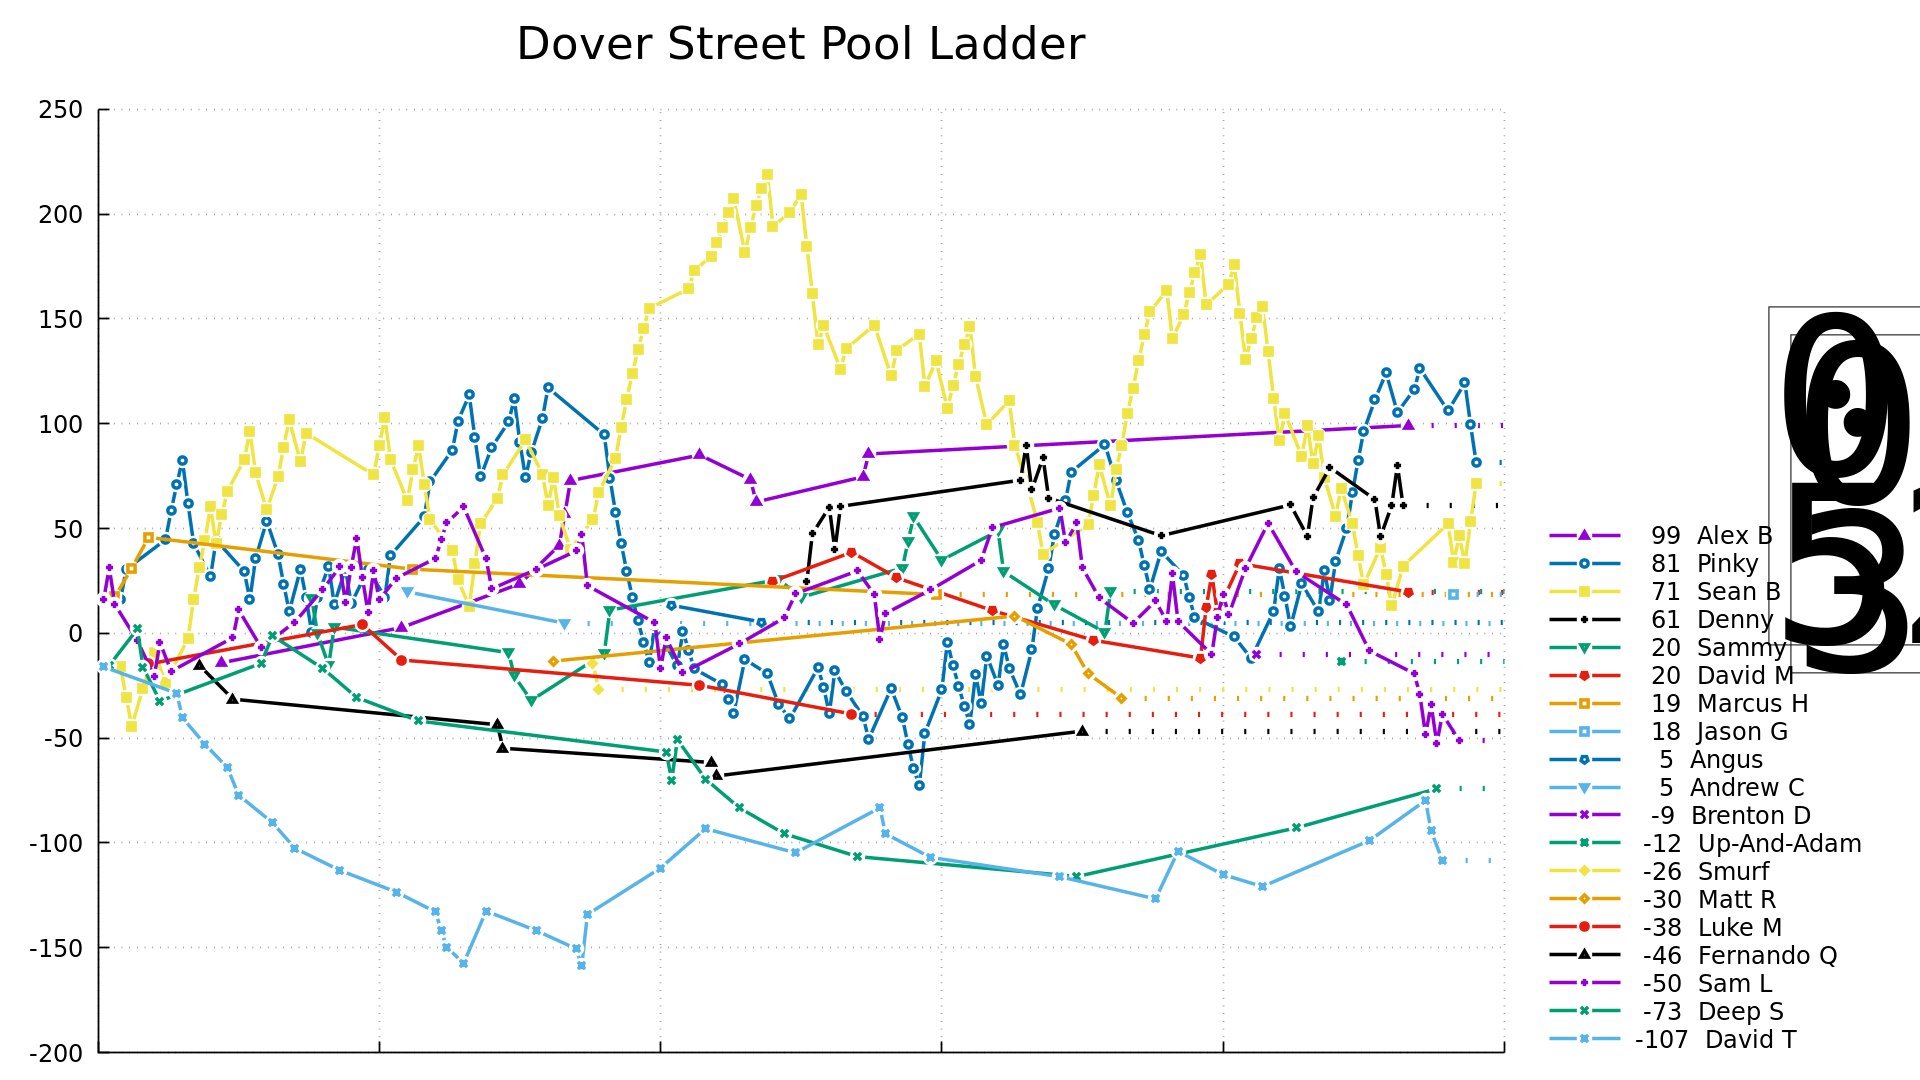 Dover Street Pool Ladder
250
200
150
100
50
0
-50
-100
-150
-200
99 Alex B
81 Pinky
71 Sean B
61 Denny
20 Sammy
20 David M
19 Marcus H
18 Jason G
5 Angus
5 Andrew C
-9 Brenton D
-12 Up-And-Adam
-26 Smurf
-30 Matt R
-38 Luke M
-46 Fernando Q
-50 Sam L
-73 Deep S
-107 David T